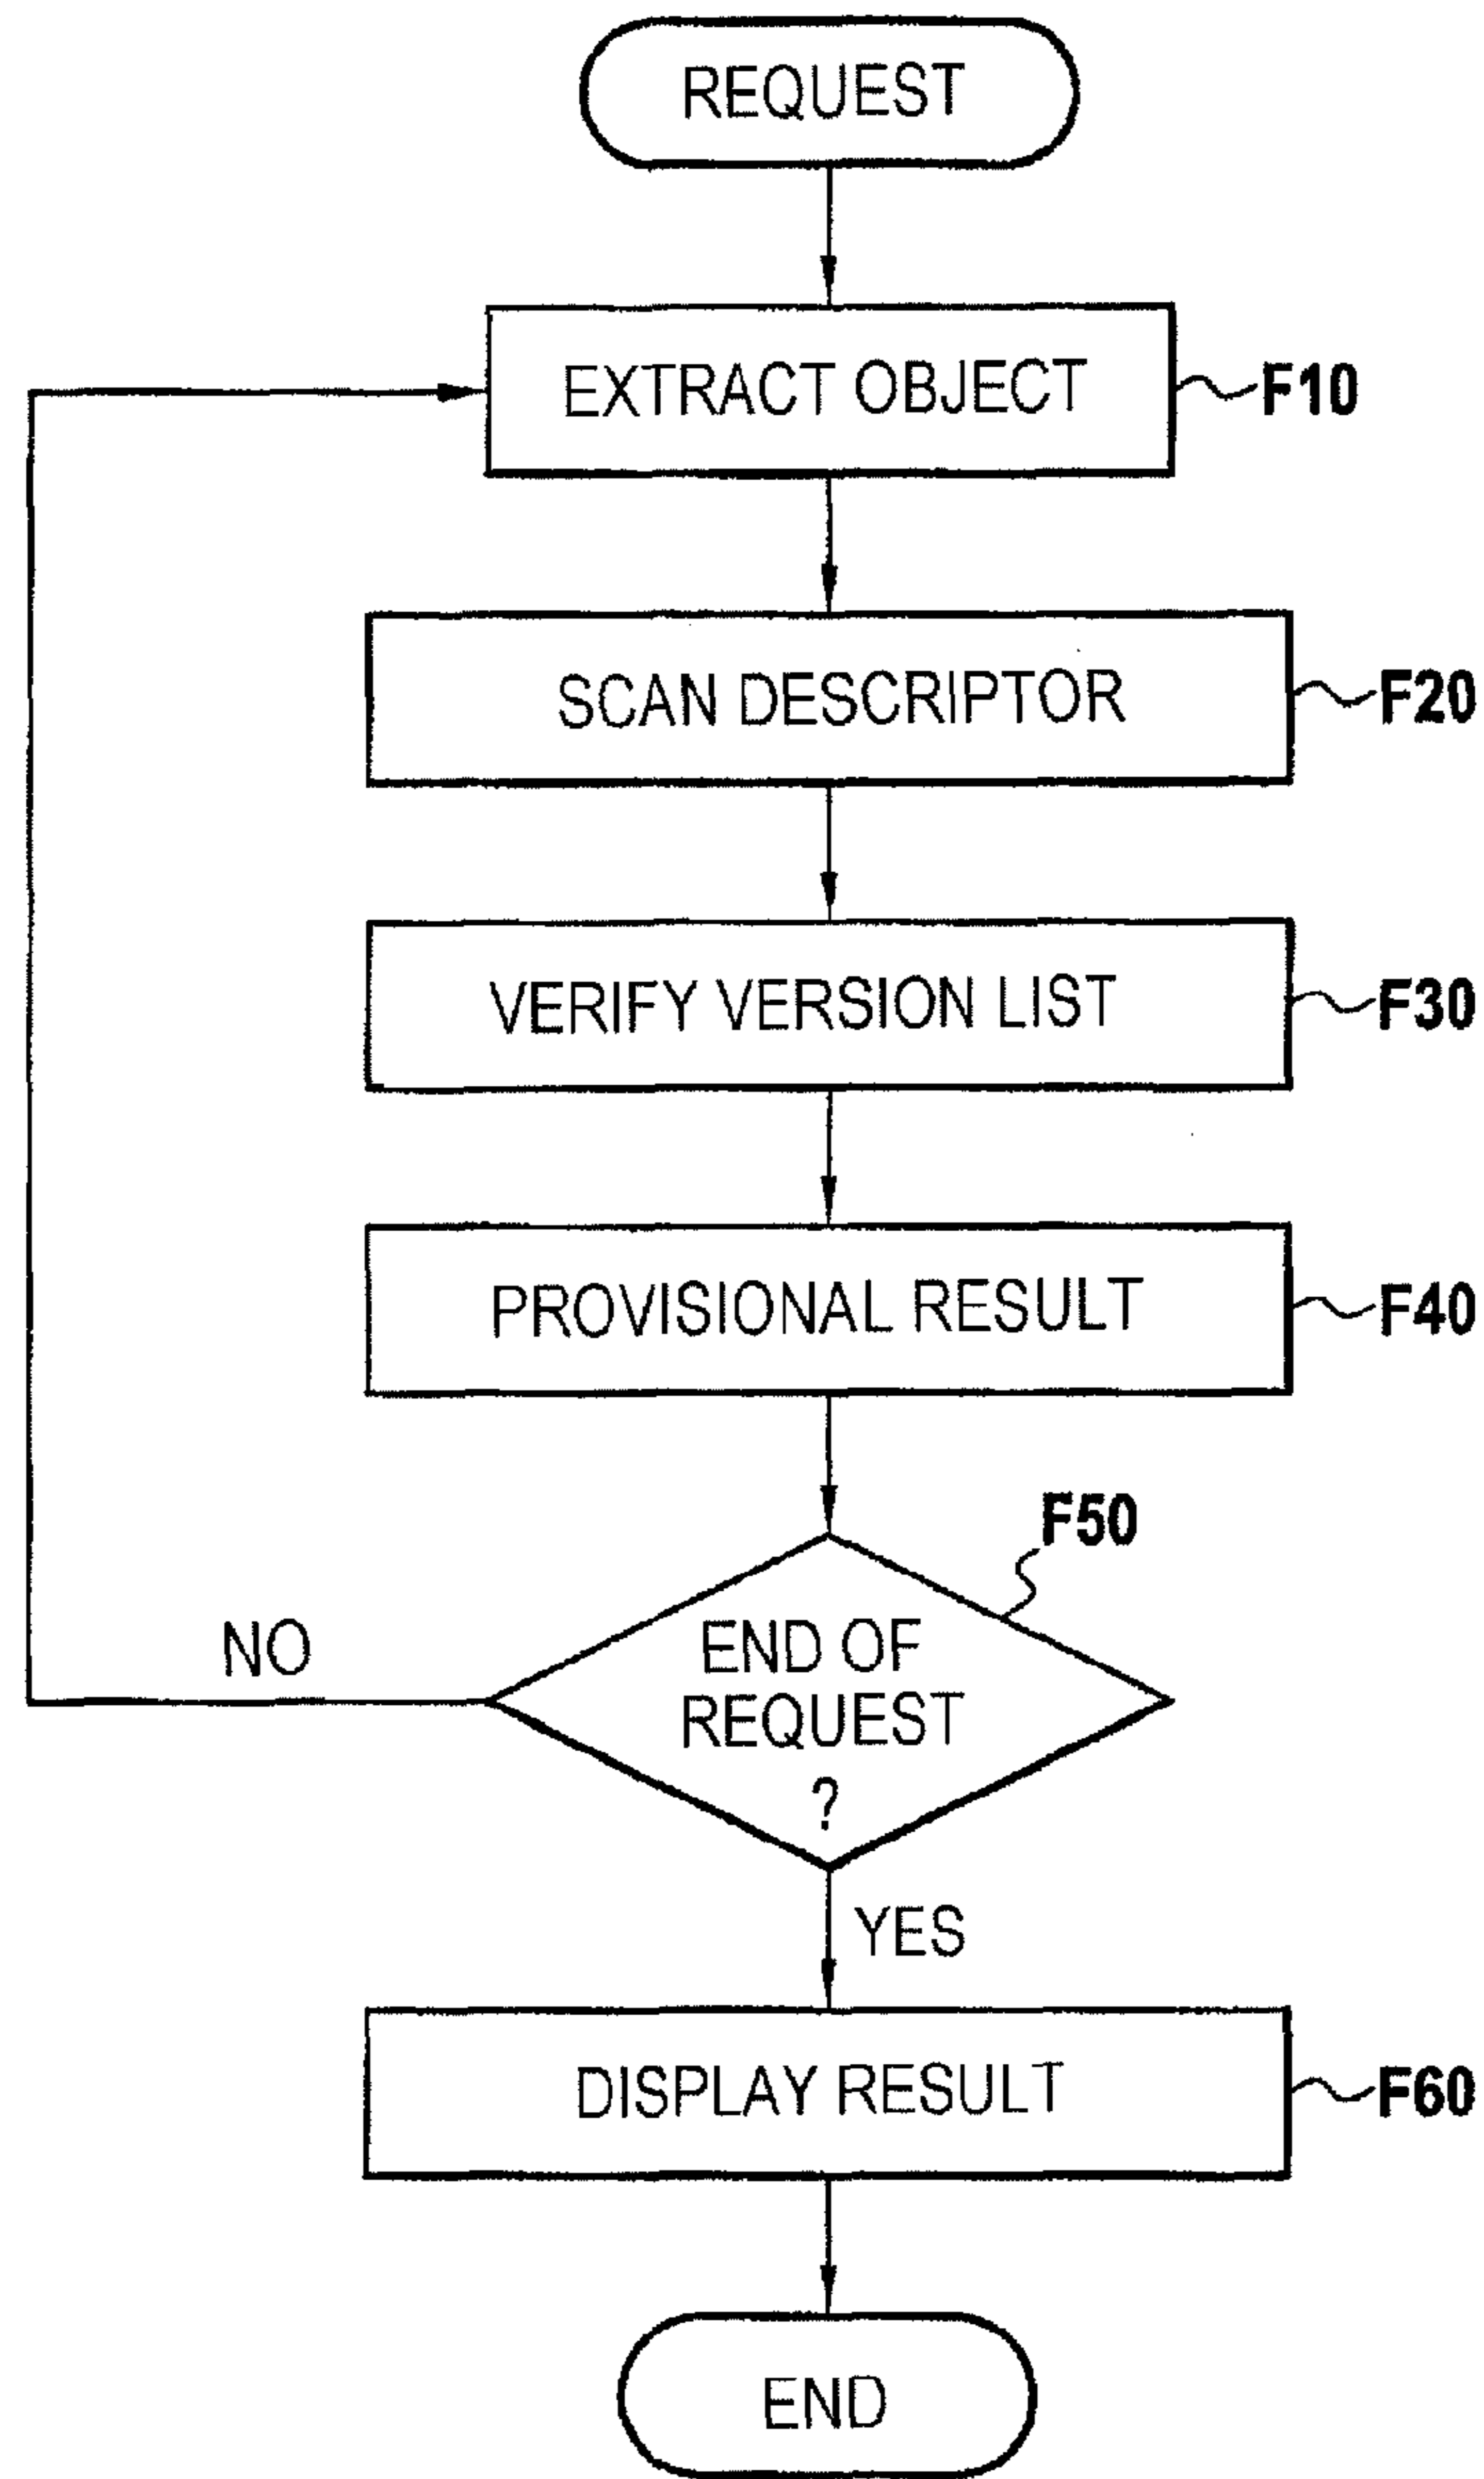 REQUEST
EXTRACT OBJECT
F10
SCAN DESCRIPTOR
F20
VERIFY VERSION LIST
F30
PROVISIONAL RESULT
F40
F50
END OF
REQUEST
?
NO
YES
DISPLAY RESULT
F60
END